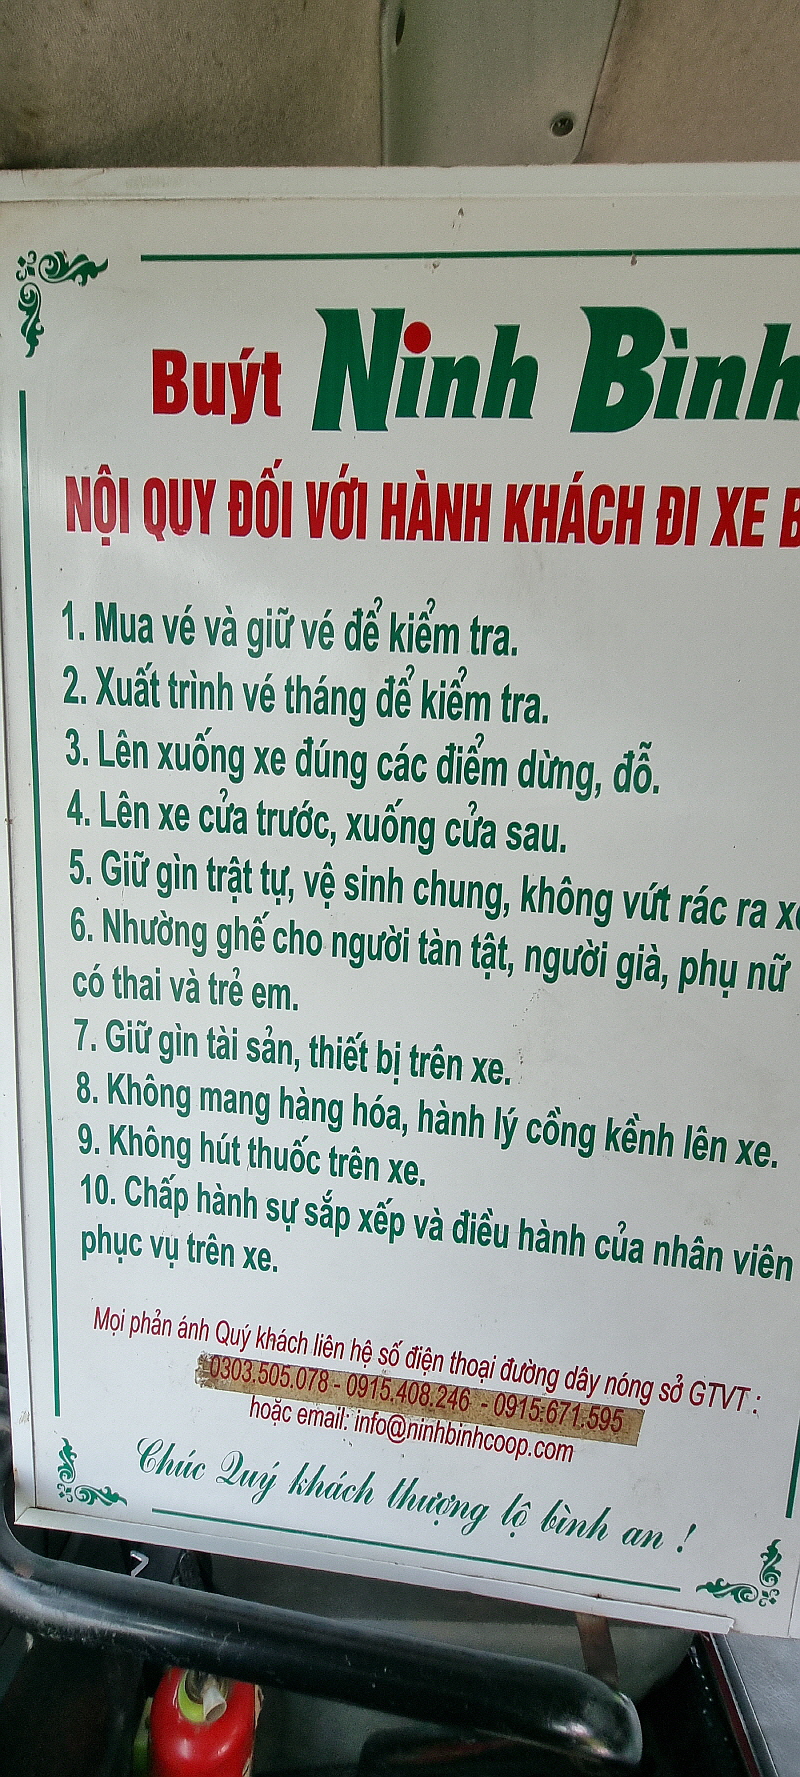 Buýt Ninh Bình
NỘI QUY ĐỐI VỚI HÀNH KHÁCH ĐI XE
1. Mua vé và giữ vé để kiểm tra.
2. Xuất trình vé tháng để kiểm tra.
3. Lên xuống xe đúng các điểm dừng, đỗ.
4. Lên xe cửa trước, xuống cửa sau.
5. Giữ gìn trật tự, vệ sinh chung, không vứt rác ra
6. Nhường ghế cho người tàn tật, người già, phụ nữ
có thai và trẻ em.
7. Giữ gìn tài sản, thiết bị trên xe.
8. Không mang hàng hóa, hành lý cồng kềnh lên xe.
9. Không hút thuốc trên xe.
10. Chấp hành sự sắp xếp và điều hành của nhân viên
phục vụ trên xe.
Mọi phản ánh Quý khách liên hệ số điện thoại đường dây nóng sở GTVT :
0303.505.078 - 0915.408.246 - 0915.671.595
hoặc email: info@ninhbinhcoop.com
Chúc Quý khách thượng lộ bình an !